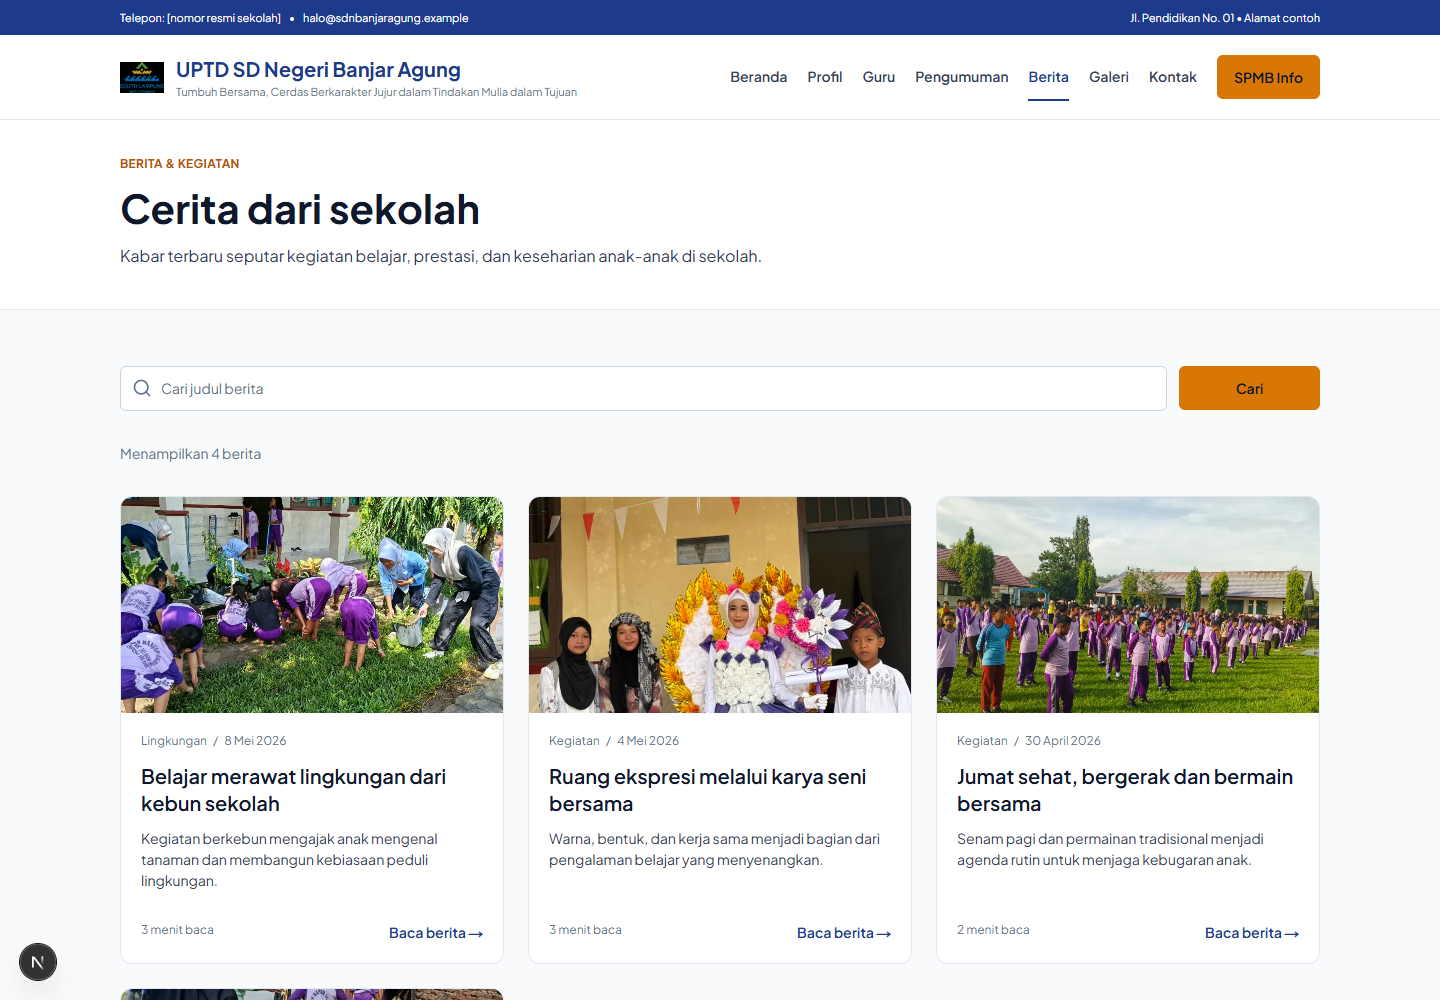 Telepon: [nomor resmi sekolah] • halo@sdnbanjaragung.example
Jl. Pendidikan No. 01 • Alamat contoh
UPTD SD Negeri Banjar Agung
Tumbuh Bersama, Cerdas Berkarakter Jujur dalam Tindakan Mulia dalam Tujuan
Beranda Profil Guru Pengumuman Berita Galeri Kontak SPMB Info
BERITA & KEGIATAN
Cerita dari sekolah
Kabar terbaru seputar kegiatan belajar, prestasi, dan keseharian anak-anak di sekolah.
Cari judul berita
Cari
Menampilkan 4 berita
Lingkungan / 8 Mei 2026
Belajar merawat lingkungan dari
kebun sekolah
Kegiatan berkebun mengajak anak mengenal
tanaman dan membangun kebiasaan peduli
lingkungan.
3 menit baca
Baca berita →
Kegiatan / 4 Mei 2026
Ruang ekspresi melalui karya seni
bersama
Warna, bentuk, dan kerja sama menjadi bagian dari
pengalaman belajar yang menyenangkan.
3 menit baca
Baca berita →
Kegiatan / 30 April 2026
Jumat sehat, bergerak dan bermain
bersama
Senam pagi dan permainan tradisional menjadi
agenda rutin untuk menjaga kebugaran anak.
2 menit baca
Baca berita →
N